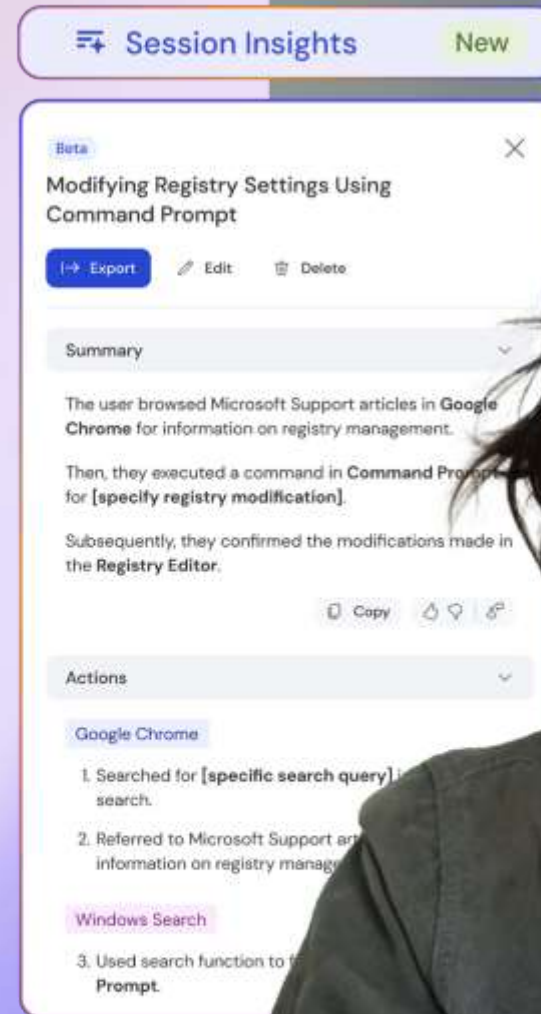 Session Insights New
Beta
Modifying Registry Settings Using
Command Prompt
Export Edit Delete
Summary
The user browsed Microsoft Support articles in Google
Chrome for information on registry management.
Then, they executed a command in Command Prompt
for [specify registry modification].
Subsequently, they confirmed the modifications made in
the Registry Editor.
Copy
Actions
Google Chrome
1. Searched for [specific search query]
search.
2. Referred to Microsoft Support
information on registry
Windows Search
3. Used search function to
Prompt.